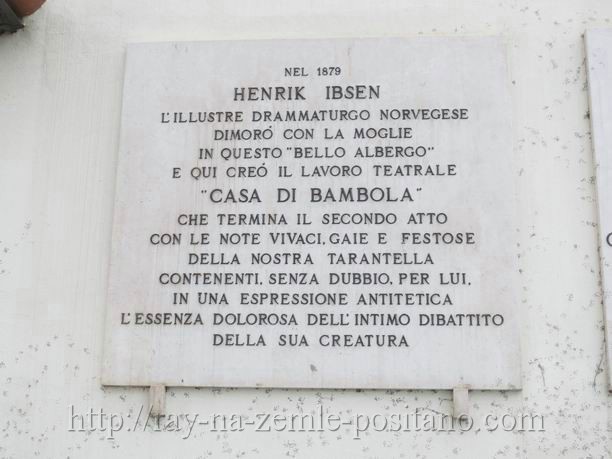 NEL 1879
HENRIK IBSEN
L'ILLUSTRE DRAMMATURGO NORVEGESE
DIMORÓ CON LA MOGLIE
IN QUESTO "BELLO ALBERGO"
E QUI CREÓ IL LAVORO TEATRALE
"CASA DI BAMBOLA"
CHE TERMINA IL SECONDO ATTO
CON LE NOTE VIVACI, GAIE E FESTOSE
DELLA NOSTRA TARANTELLA
CONTENENTI, SENZA DUBBIO, PER LUI,
IN UNA ESPRESSIONE ANTITETICA
L'ESSENZA DOLOROSA DELL'INTIMO DIBATTITO
DELLA SUA CREATURA
http://ray-na-zemle-positano.com